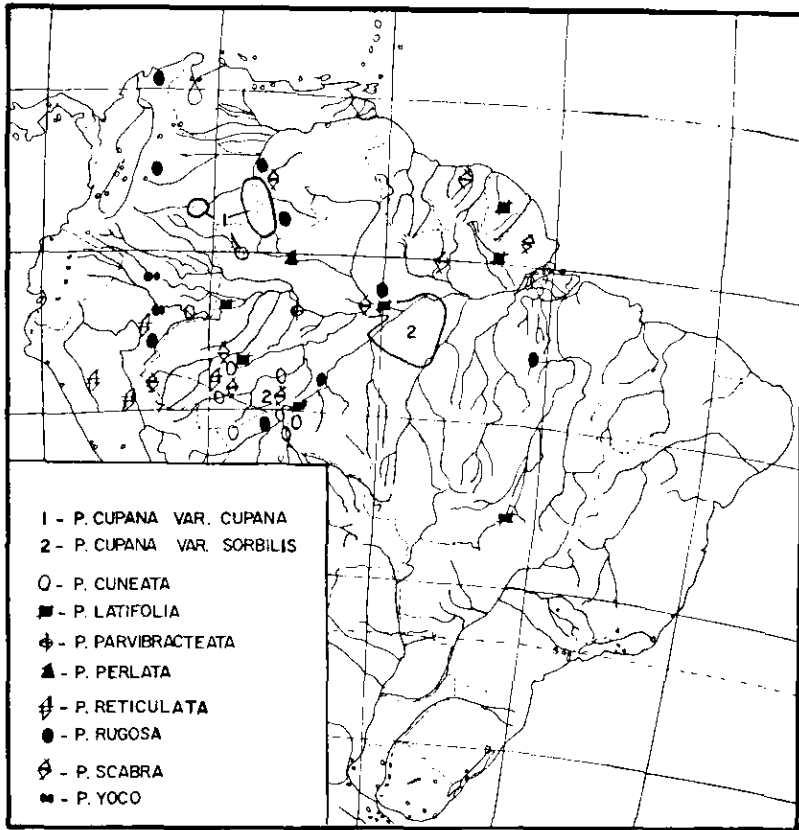 1
2
2
1 - P. CUPANA VAR. CUPANA
2 - P. CUPANA VAR. SORBILIS
- P. CUNEATA
- P. LATIFOLIA
- P. PARVIBRACTEATA
- P. PERLATA
- P. RETICULATA
- P. RUGOSA
- P. SCABRA
- P. YOCO